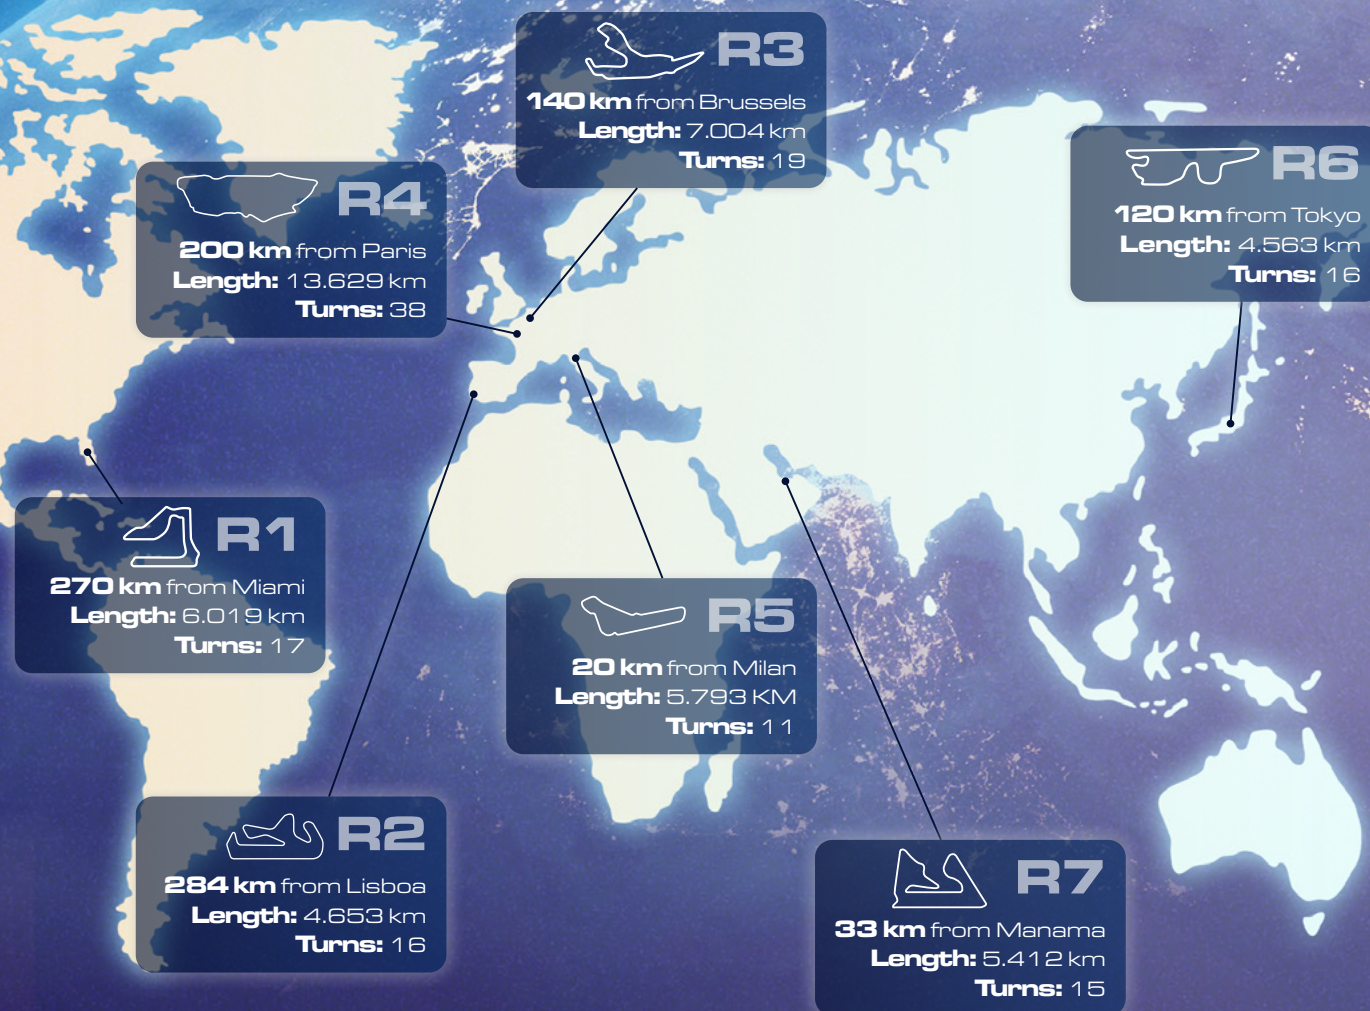 R3
140 km from Brussels
Length: 7.004 km
Turns: 19
R6
120 km from Tokyo
Length: 4.563 km
Turns: 16
R4
200 km from Paris
Length: 13.629 km
Turns: 38
R1
270 km from Miami
Length: 6.019 km
Turns: 17
R5
20 km from Milan
Length: 5.793 KM
Turns: 11
R2
284 km from Lisboa
Length: 4.653 km
Turns: 16
R7
33 km from Manama
Length: 5.412 km
Turns: 15